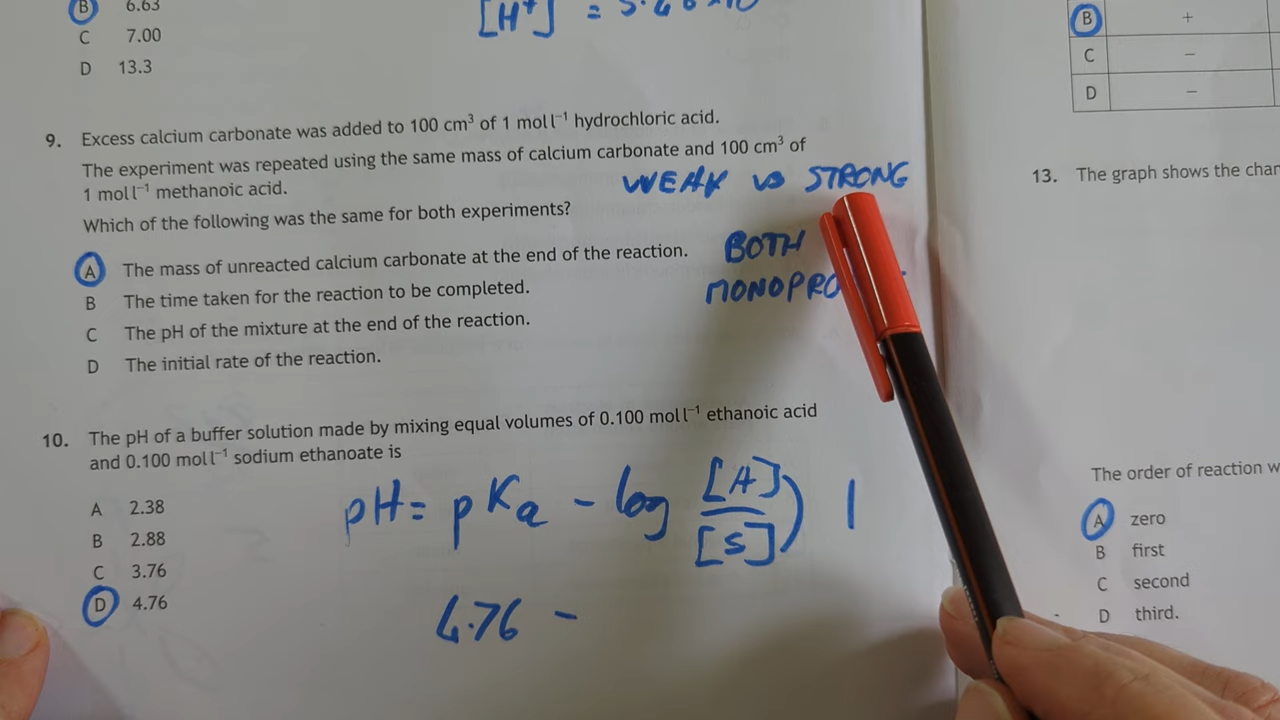 B 6.63
C 7.00
D 13.3
[H⁺] =
9. Excess calcium carbonate was added to 100 cm³ of 1 mol l⁻¹ hydrochloric acid.
The experiment was repeated using the same mass of calcium carbonate and 100 cm³ of
1 mol l⁻¹ methanoic acid.
WEAK VS STRONG
Which of the following was the same for both experiments?
A The mass of unreacted calcium carbonate at the end of the reaction.
BOTH
B The time taken for the reaction to be completed.
MONOPRO
C The pH of the mixture at the end of the reaction.
D The initial rate of the reaction.
10. The pH of a buffer solution made by mixing equal volumes of 0.100 mol l⁻¹ ethanoic acid
and 0.100 mol l⁻¹ sodium ethanoate is
pH = pKa - log [A]/[S]) 1
A 2.38
B 2.88
C 3.76
D 4.76
4.76 -
B +
C -
D -
13. The graph shows the chan
The order of reaction w
A zero
B first
C second
D third.